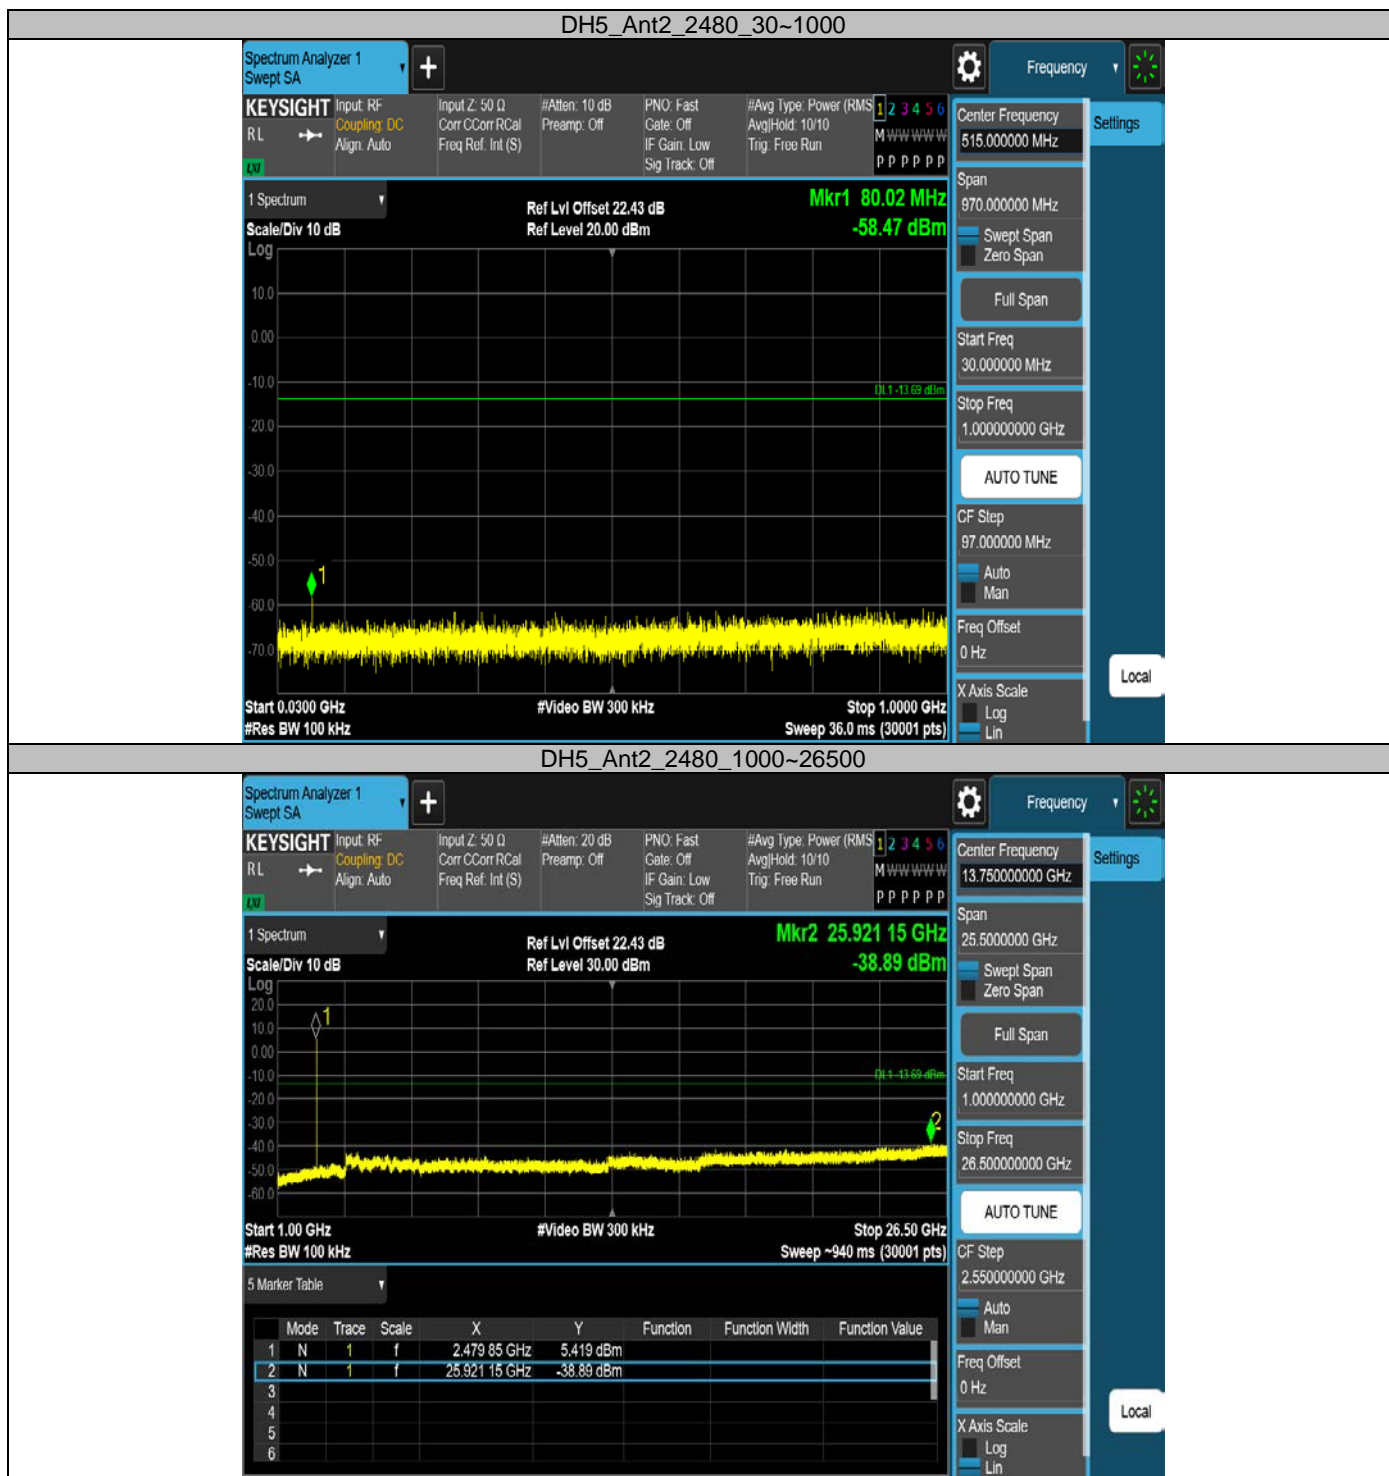 DH5_Ant2_2480_30~1000
Spectrum Analyzer 1
Swept SA
+
Frequency
KEYSIGHT
RL
LXI
Input: RF
Coupling: DC
Align: Auto
Input Z: 50 Ω
Corr CCorr RCal
Freq Ref: Int (S)
#Atten: 10 dB
Preamp: Off
PNO: Fast
Gate: Off
IF Gain: Low
Sig Track: Off
#Avg Type: Power (RMS
Avg|Hold: 10/10
Trig: Free Run
1 2 3 4 5 6
M W W W W W
P P P P P P
Center Frequency
515.000000 MHz
Settings
Span
970.000000 MHz
Swept Span
Zero Span
Full Span
Start Freq
30.000000 MHz
Stop Freq
1.000000000 GHz
AUTO TUNE
CF Step
97.000000 MHz
Auto
Man
Freq Offset
0 Hz
X Axis Scale
Log
Lin
Local
1 Spectrum
Scale/Div 10 dB
Log
Ref Lvl Offset 22.43 dB
Ref Level 20.00 dBm
Mkr1 80.02 MHz
-58.47 dBm
10.0
0.00
-10.0
DL1 -13.69 dBm
-20.0
-30.0
-40.0
-50.0
1
-60.0
-70.0
Start 0.0300 GHz
#Video BW 300 kHz
Stop 1.0000 GHz
#Res BW 100 kHz
Sweep 36.0 ms (30001 pts)
DH5_Ant2_2480_1000~26500
Spectrum Analyzer 1
Swept SA
+
Frequency
KEYSIGHT
RL
LXI
Input: RF
Coupling: DC
Align: Auto
Input Z: 50 Ω
Corr CCorr RCal
Freq Ref: Int (S)
#Atten: 20 dB
Preamp: Off
PNO: Fast
Gate: Off
IF Gain: Low
Sig Track: Off
#Avg Type: Power (RMS
Avg|Hold: 10/10
Trig: Free Run
1 2 3 4 5 6
M W W W W W
P P P P P P
Center Frequency
13.750000000 GHz
Settings
Span
25.5000000 GHz
Swept Span
Zero Span
Full Span
Start Freq
1.000000000 GHz
Stop Freq
26.500000000 GHz
AUTO TUNE
CF Step
2.550000000 GHz
Auto
Man
Freq Offset
0 Hz
X Axis Scale
Log
Lin
Local
1 Spectrum
Scale/Div 10 dB
Log
Ref Lvl Offset 22.43 dB
Ref Level 30.00 dBm
Mkr2 25.921 15 GHz
-38.89 dBm
20.0
1
10.0
0.00
-10.0
DL1 -13.69 dBm
-20.0
-30.0
2
-40.0
-50.0
-60.0
Start 1.00 GHz
#Video BW 300 kHz
Stop 26.50 GHz
#Res BW 100 kHz
Sweep ~940 ms (30001 pts)
5 Marker Table
Mode Trace Scale X Y Function Function Width Function Value
1 N 1 f 2.479 85 GHz 5.419 dBm
2 N 1 f 25.921 15 GHz -38.89 dBm
3
4
5
6